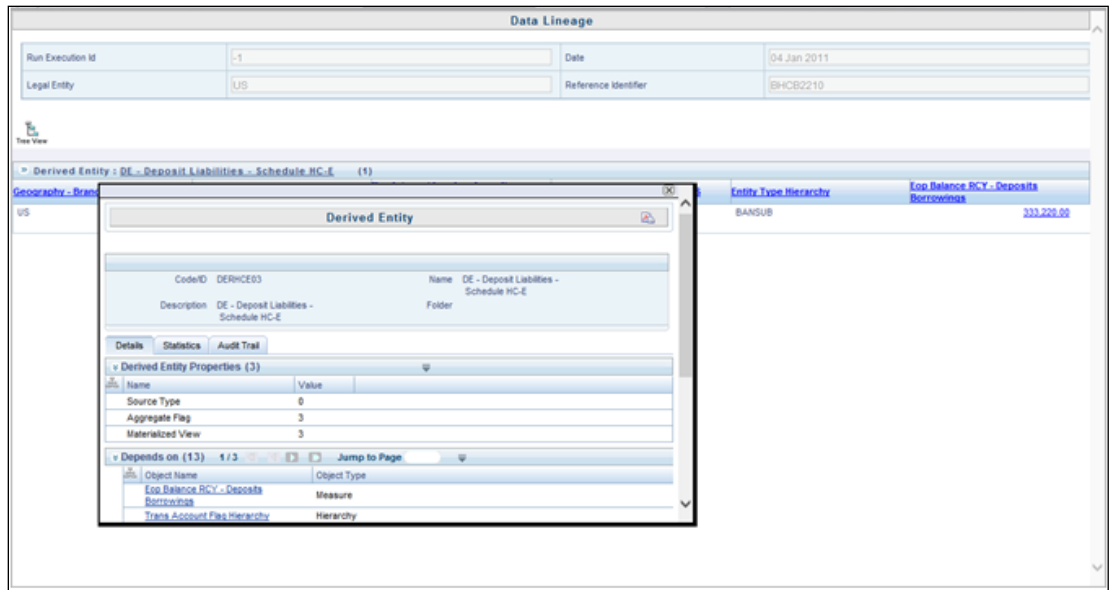 Data Lineage
Run Execution Id -1 Date 04 Jan 2011
Legal Entity US Reference Identifier BHCB2210
Tree View
Derived Entity : DE - Deposit Liabilities - Schedule HC-E (1)
Geography - Entity Type Hierarchy Eop Balance RCY - Deposits
Borrowings
US BANSUB 333,220.00
Derived Entity
Code/ID DERHCE03 Name DE - Deposit Liabilities -
Schedule HC-E
Description DE - Deposit Liabilities - Folder
Schedule HC-E
Details Statistics Audit Trail
Derived Entity Properties (3)
Name Value
Source Type 0
Aggregate Flag 3
Materialized View 3
Depends on (13) 1/3 Jump to Page
Object Name Object Type
Eop Balance RCY - Deposits
Borrowings Measure
Trans Account Flag Hierarchy Hierarchy